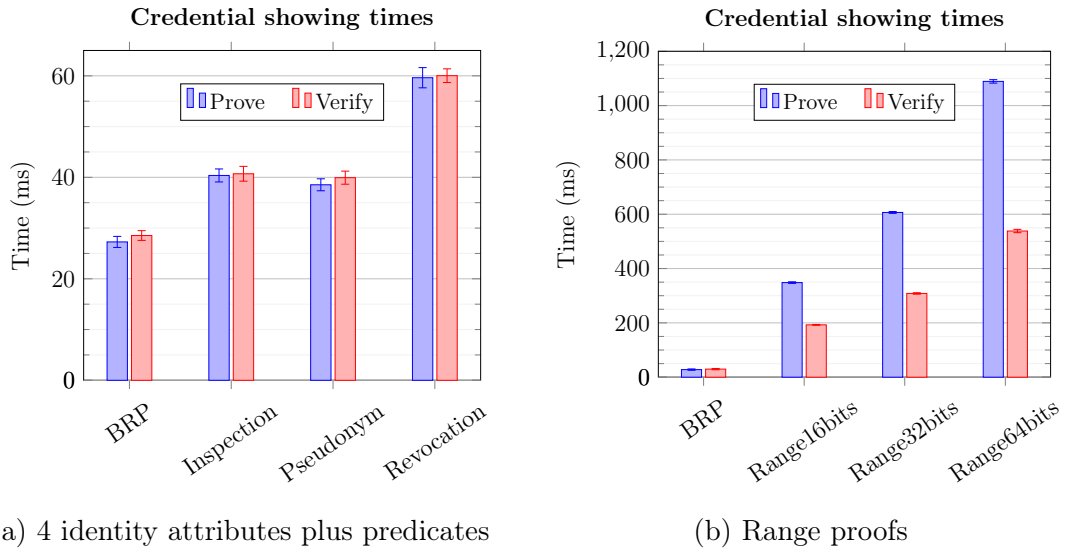 Credential showing times
60
40
20
0
Time (ms)
Prove
Verify
BRP
Inspection
Pseudonym
Revocation
a) 4 identity attributes plus predicates
Credential showing times
1,200
1,000
800
600
400
200
0
Time (ms)
Prove
Verify
BRP
Range16bits
Range32bits
Range64bits
(b) Range proofs